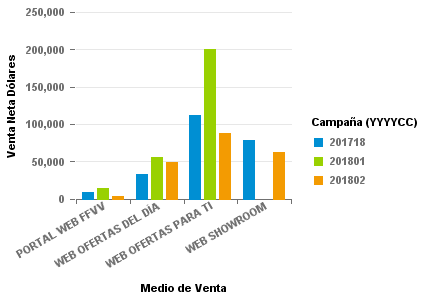 250,000
200,000
150,000
100,000
50,000
0
Venta Neta Dólares
PORTAL WEB FFVV
WEB OFERTAS DEL DÍA
WEB OFERTAS PARA TI
WEB SHOWROOM
Medio de Venta
Campaña (YYYYCC)
201718
201801
201802